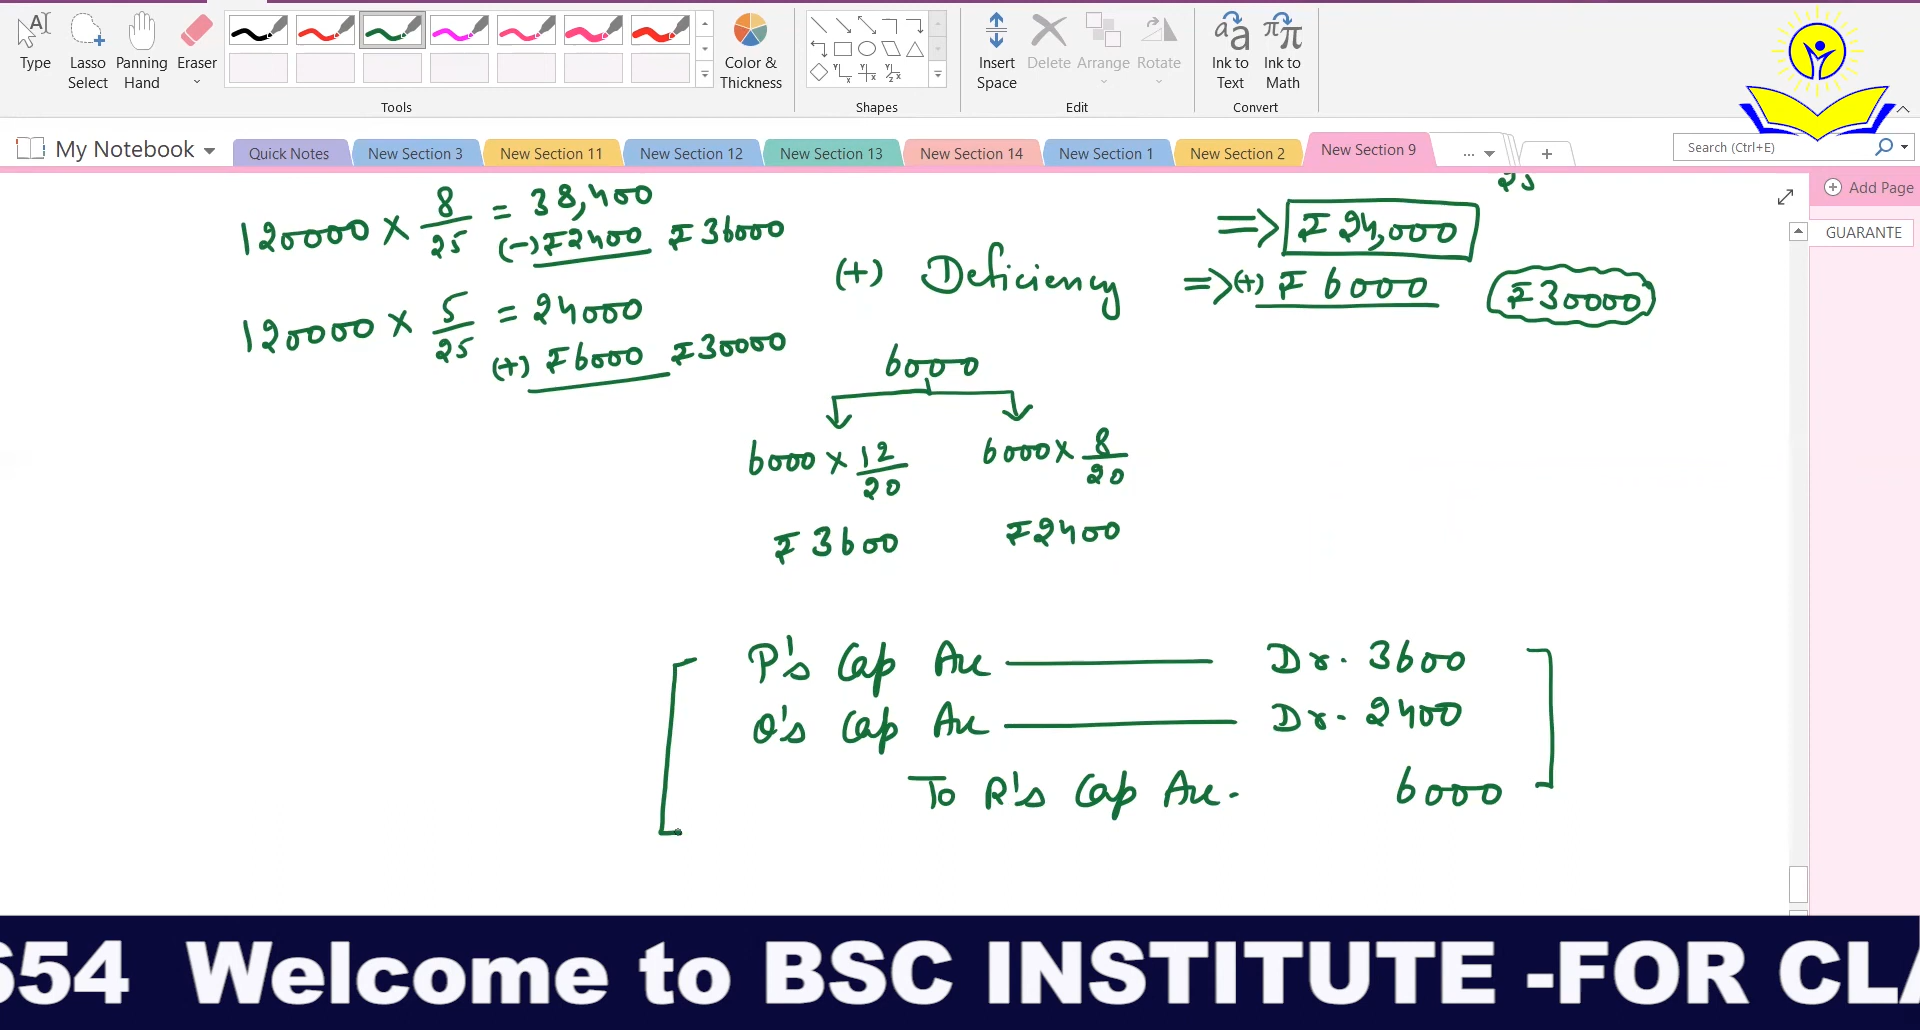 Type
Lasso Select
Panning Hand
Eraser
Color & Thickness
Insert Space
Delete
Arrange
Rotate
Ink to Text
Ink to Math
Tools
Shapes
Edit
Convert
My Notebook
Quick Notes
New Section 3
New Section 11
New Section 12
New Section 13
New Section 14
New Section 1
New Section 2
New Section 9
...
+
Search (Ctrl+E)
Add Page
GUARANTE
25
120000 × 8/25 = 38,400
(-) ₹2400 ₹36000
120000 × 5/25 = 24000
(+) ₹6000 ₹30000
=> ₹24,000
(+) Deficiency => (+) ₹6000 ₹30000
6000
6000 × 12/20 6000 × 8/20
₹3600 ₹2400
P's Cap A/c Dr. 3600
Q's Cap A/c Dr. 2400
To R's Cap A/c. 6000
654 Welcome to BSC INSTITUTE -FOR CLA